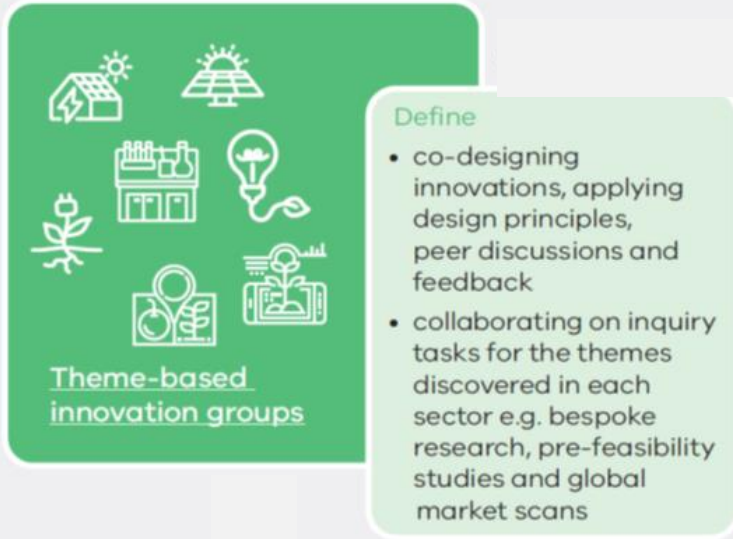 Theme-based
innovation groups
Define
• co-designing
innovations, applying
design principles,
peer discussions and
feedback
• collaborating on inquiry
tasks for the themes
discovered in each
sector e.g. bespoke
research, pre-feasibility
studies and global
market scans